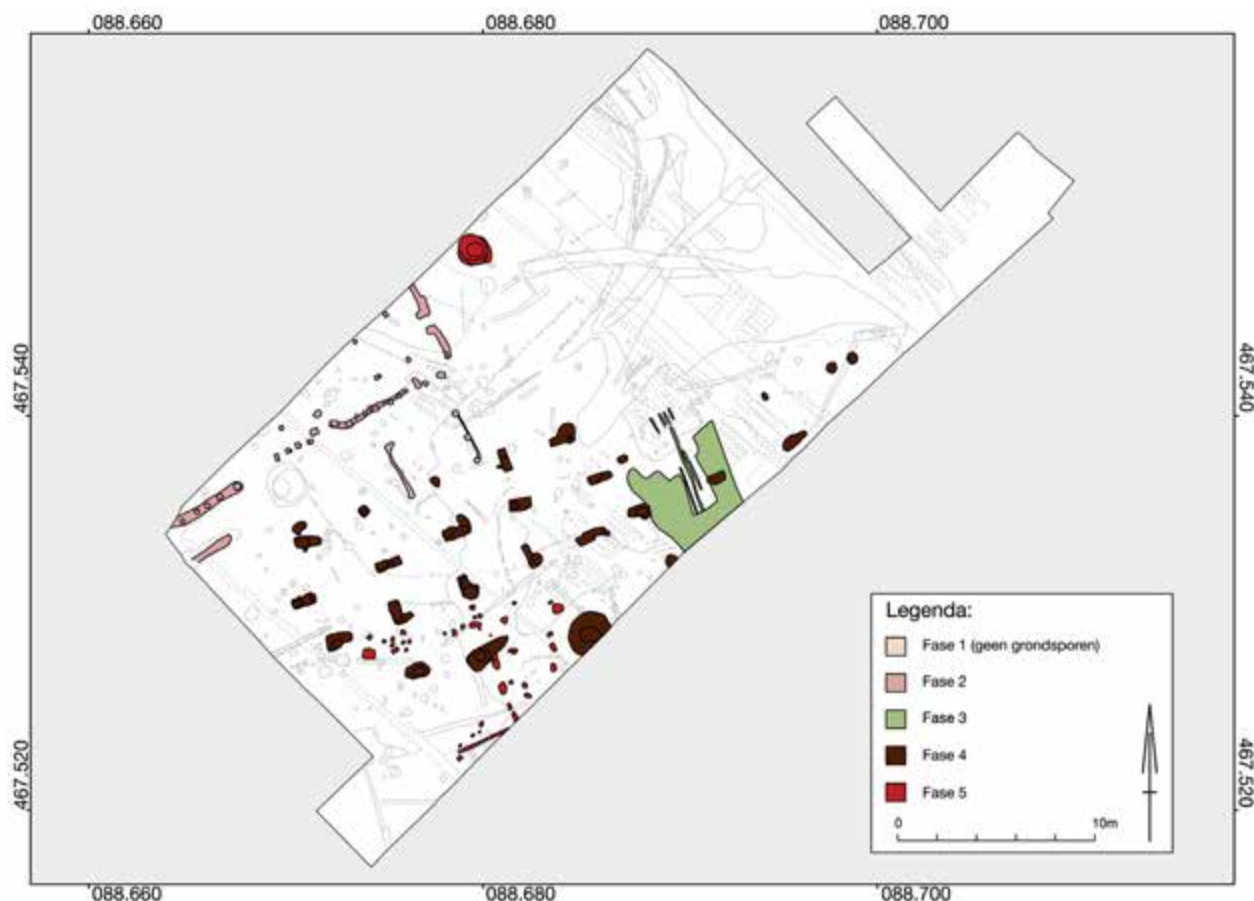 088.660 088.680 088.700
467.540 467.540
Legenda:
Fase 1 (geen grondsporen)
Fase 2
Fase 3
Fase 4
Fase 5
0 10m
467.520 467.520
088.660 088.680 088.700